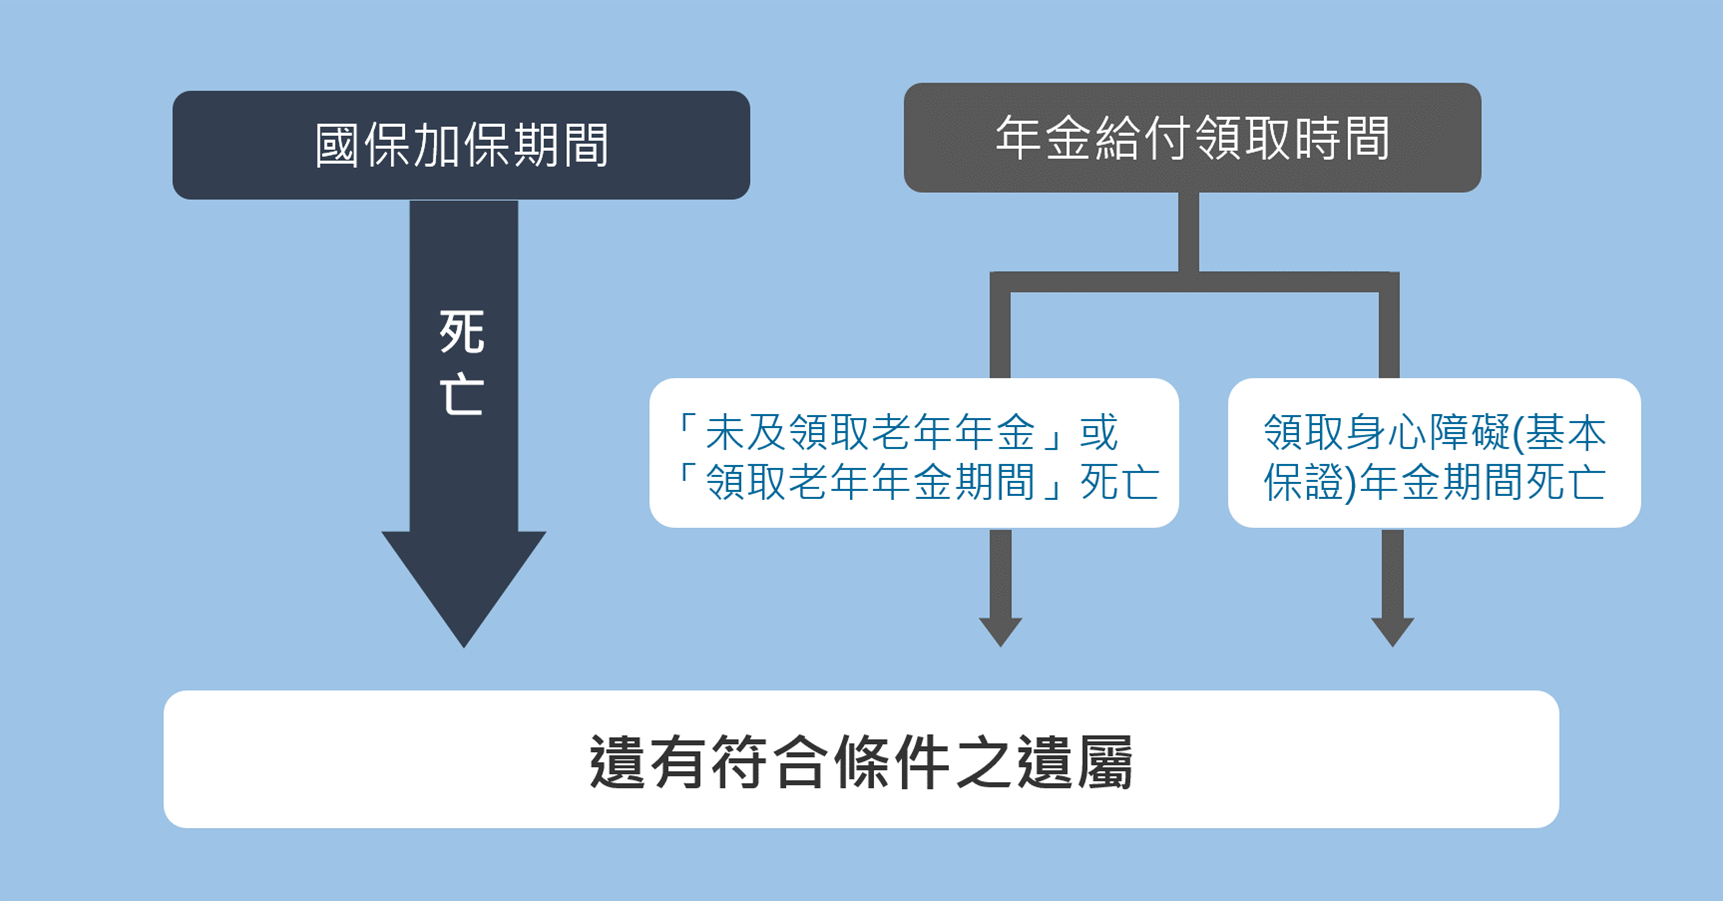 國保加保期間
年金給付領取時間
死
亡
「未及領取老年年金」或
「領取老年年金期間」死亡
領取身心障礙(基本
保證)年金期間死亡
遺有符合條件之遺屬